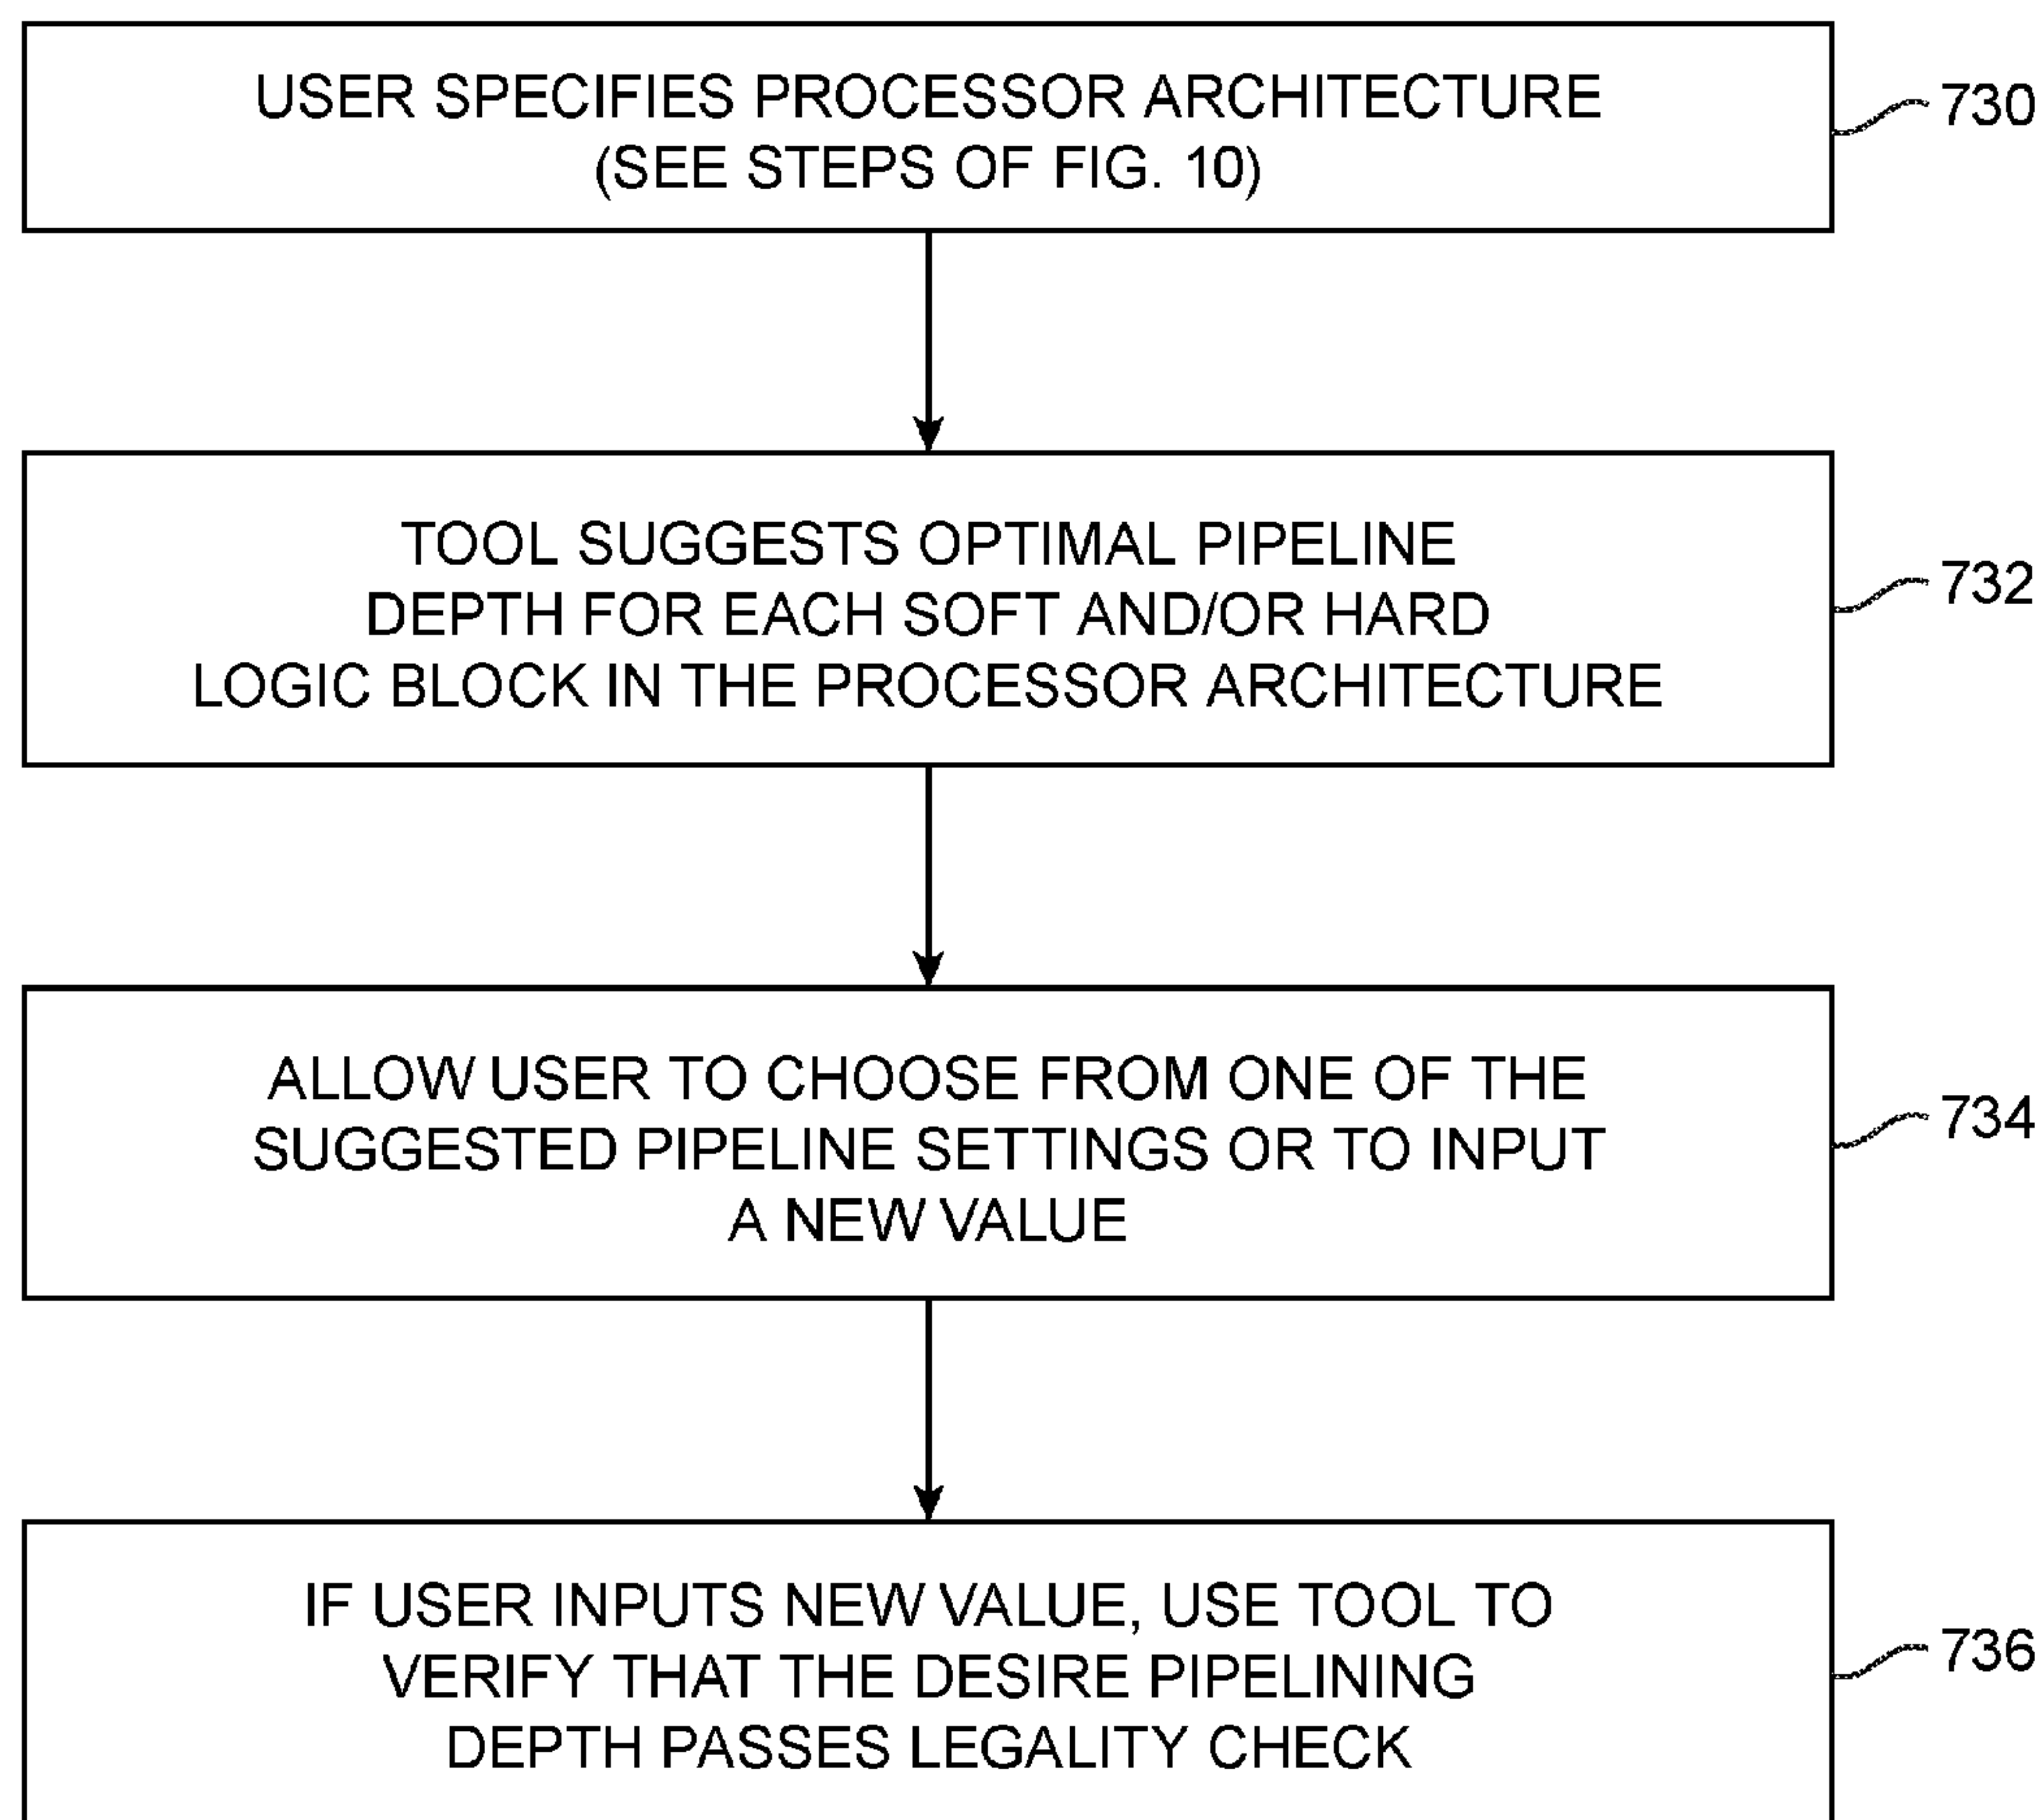 USER SPECIFIES PROCESSOR ARCHITECTURE
(SEE STEPS OF FIG. 10)
730
TOOL SUGGESTS OPTIMAL PIPELINE
DEPTH FOR EACH SOFT AND/OR HARD
LOGIC BLOCK IN THE PROCESSOR ARCHITECTURE
732
ALLOW USER TO CHOOSE FROM ONE OF THE
SUGGESTED PIPELINE SETTINGS OR TO INPUT
A NEW VALUE
734
IF USER INPUTS NEW VALUE, USE TOOL TO
VERIFY THAT THE DESIRE PIPELINING
DEPTH PASSES LEGALITY CHECK
736